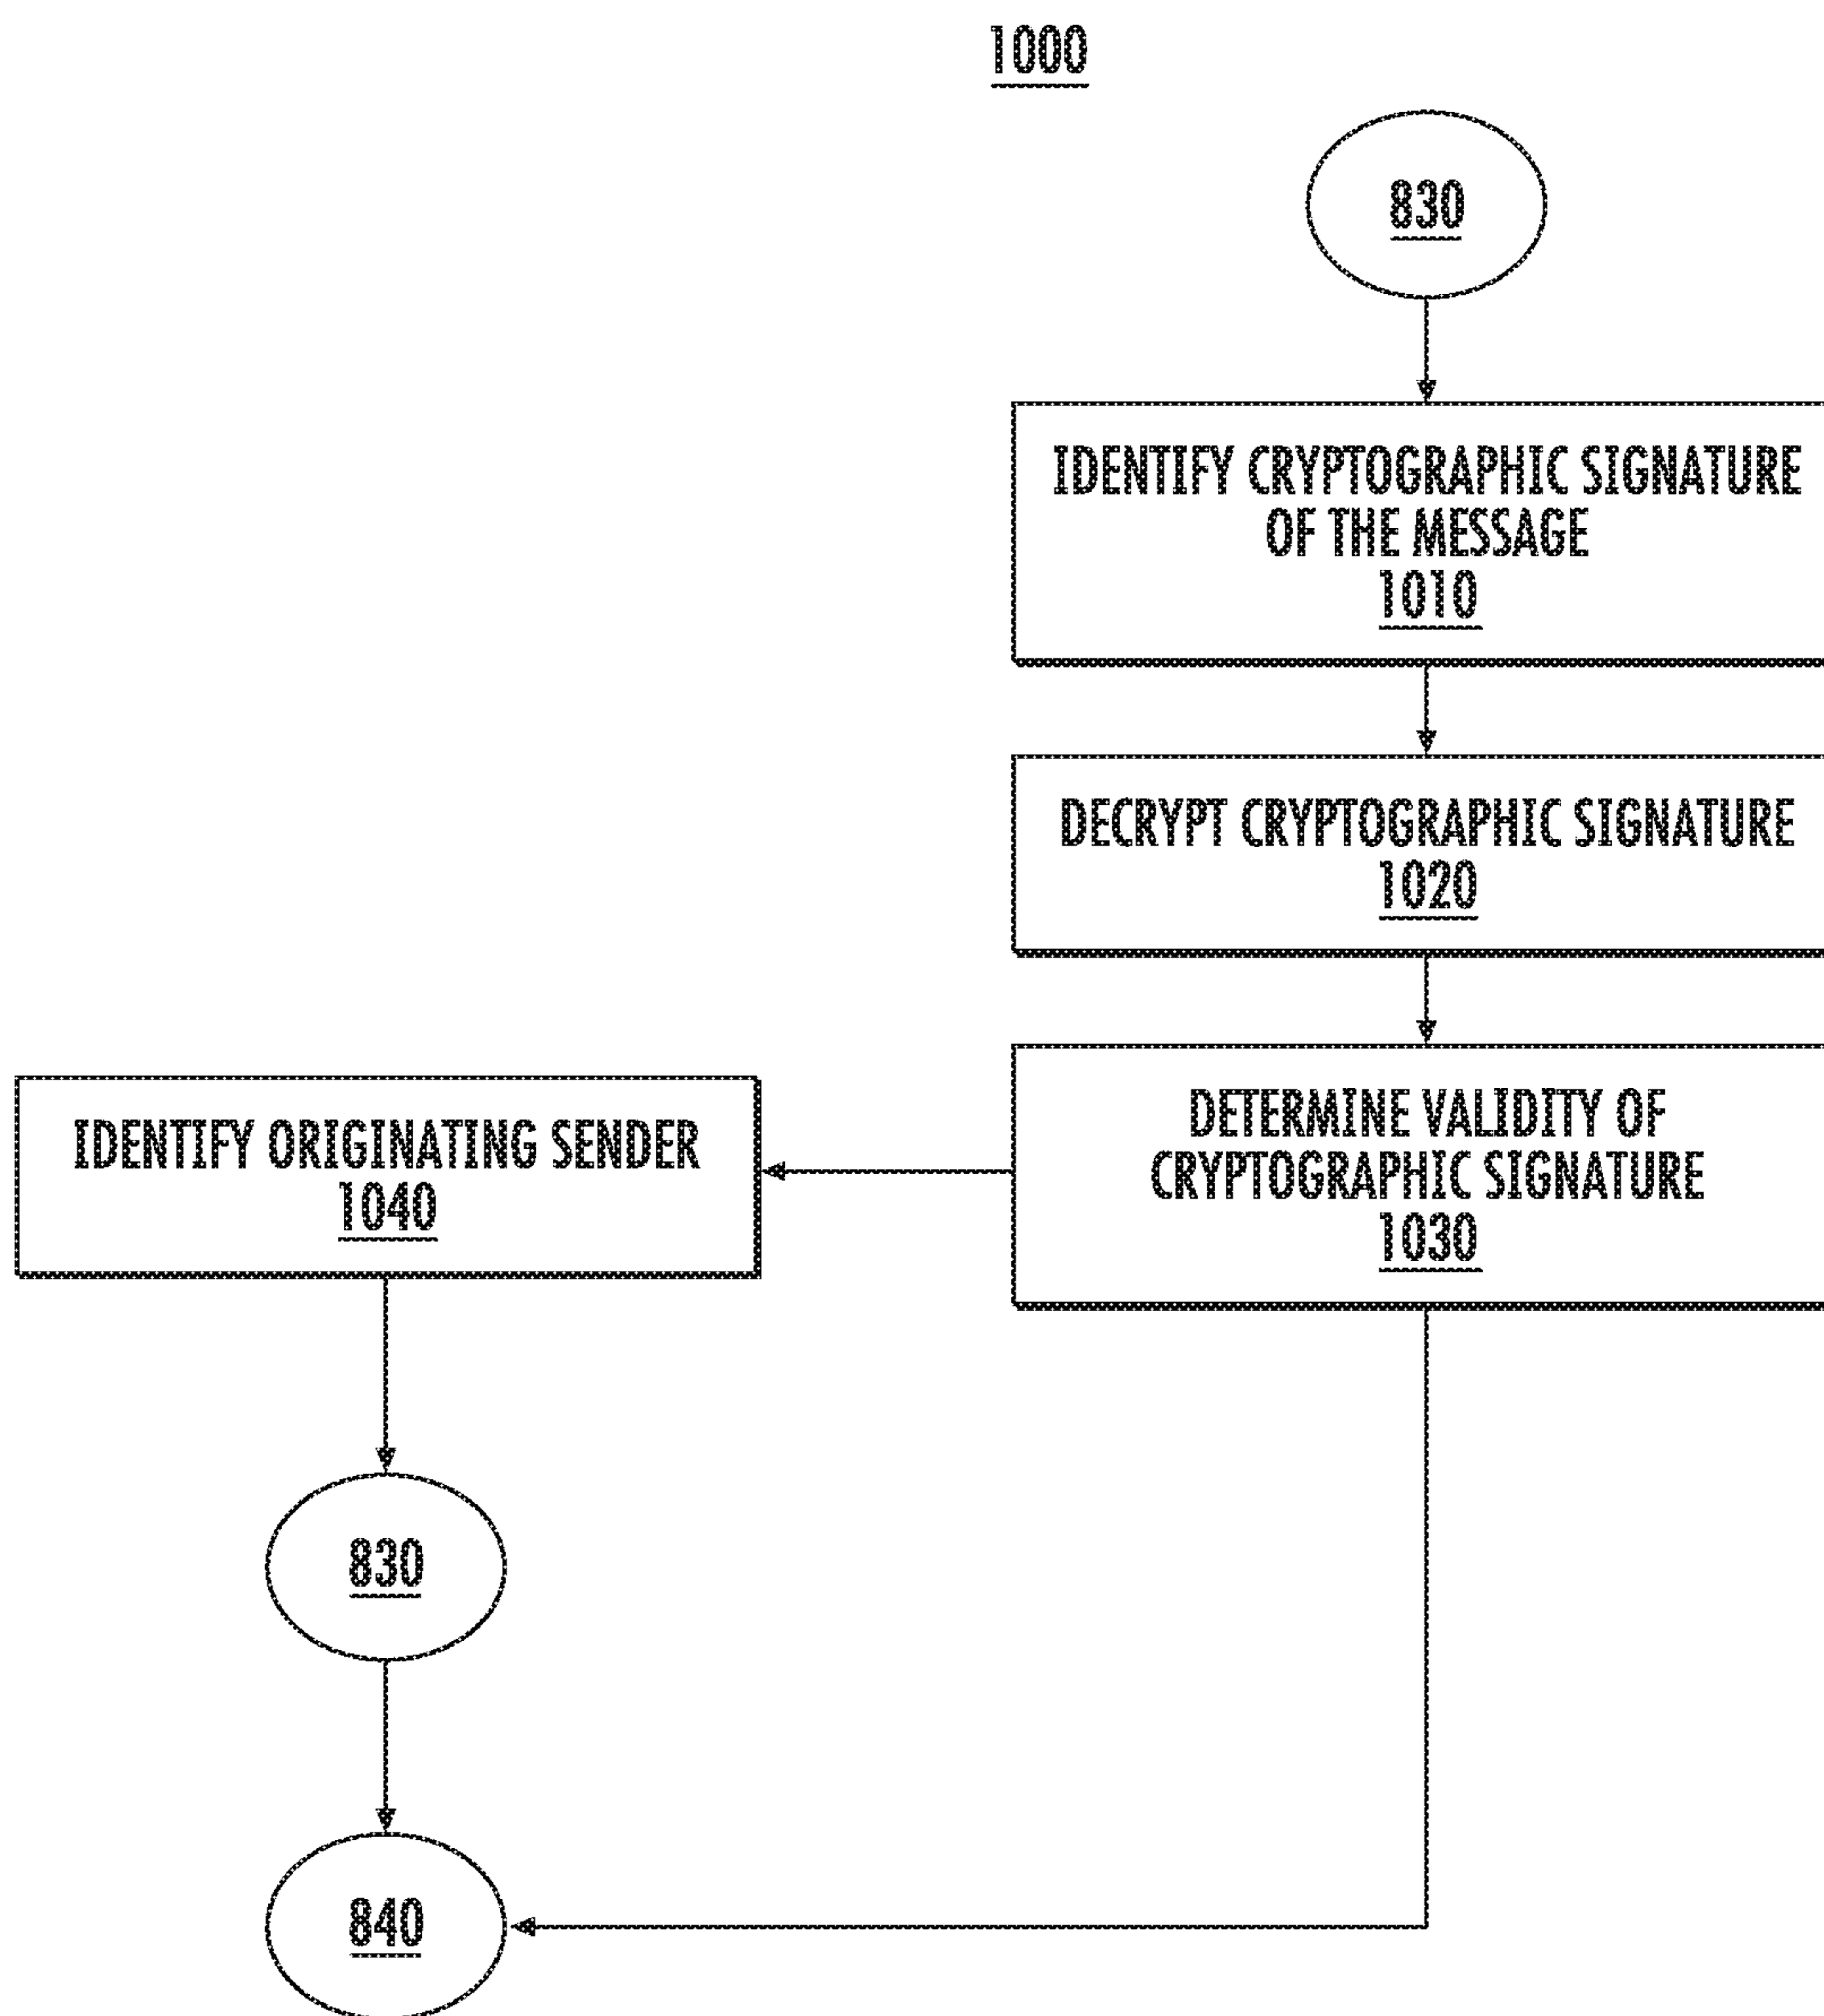 1000
830
IDENTIFY CRYPTOGRAPHIC SIGNATURE
OF THE MESSAGE
1010
DECRYPT CRYPTOGRAPHIC SIGNATURE
1020
DETERMINE VALIDITY OF
CRYPTOGRAPHIC SIGNATURE
1030
IDENTIFY ORIGINATING SENDER
1040
830
840